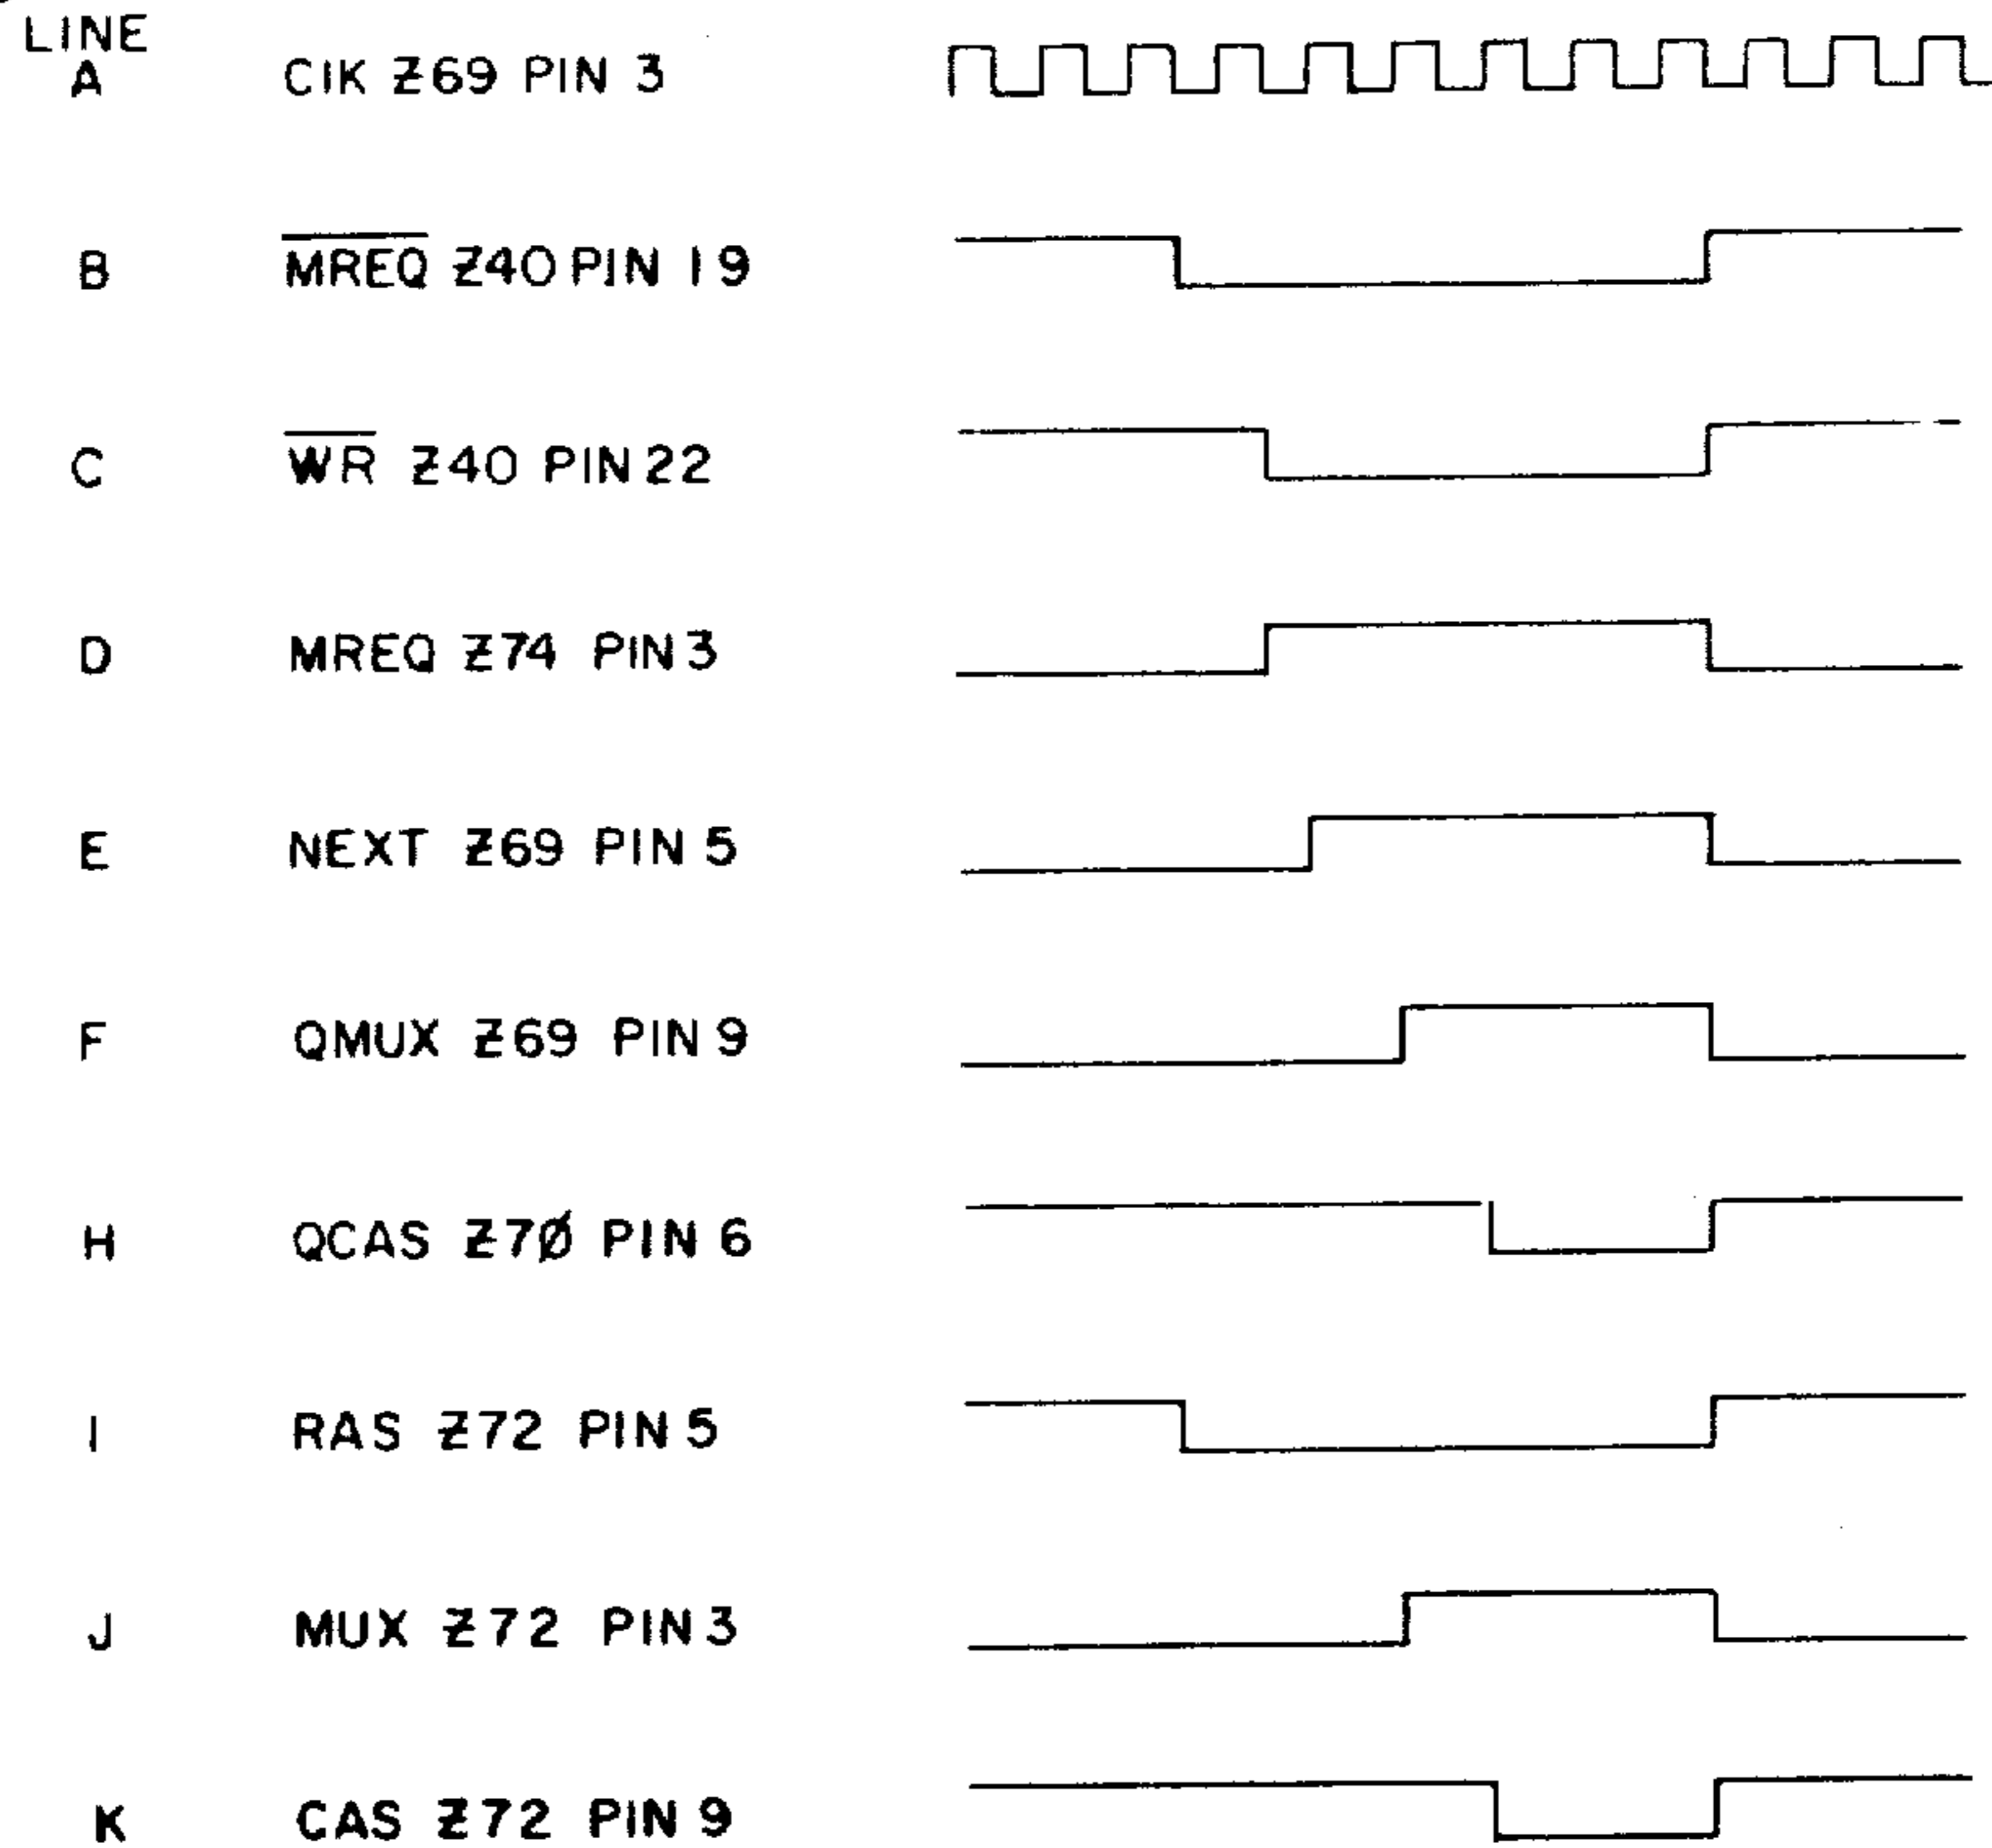 LINE
A CIK Z69 PIN 3
B MREQ Z40 PIN 19
C WR Z40 PIN 22
D MREQ Z74 PIN 3
E NEXT Z69 PIN 5
F QMUX Z69 PIN 9
H QCAS Z7Ø PIN 6
I RAS Z72 PIN 5
J MUX Z72 PIN 3
K CAS Z72 PIN 9